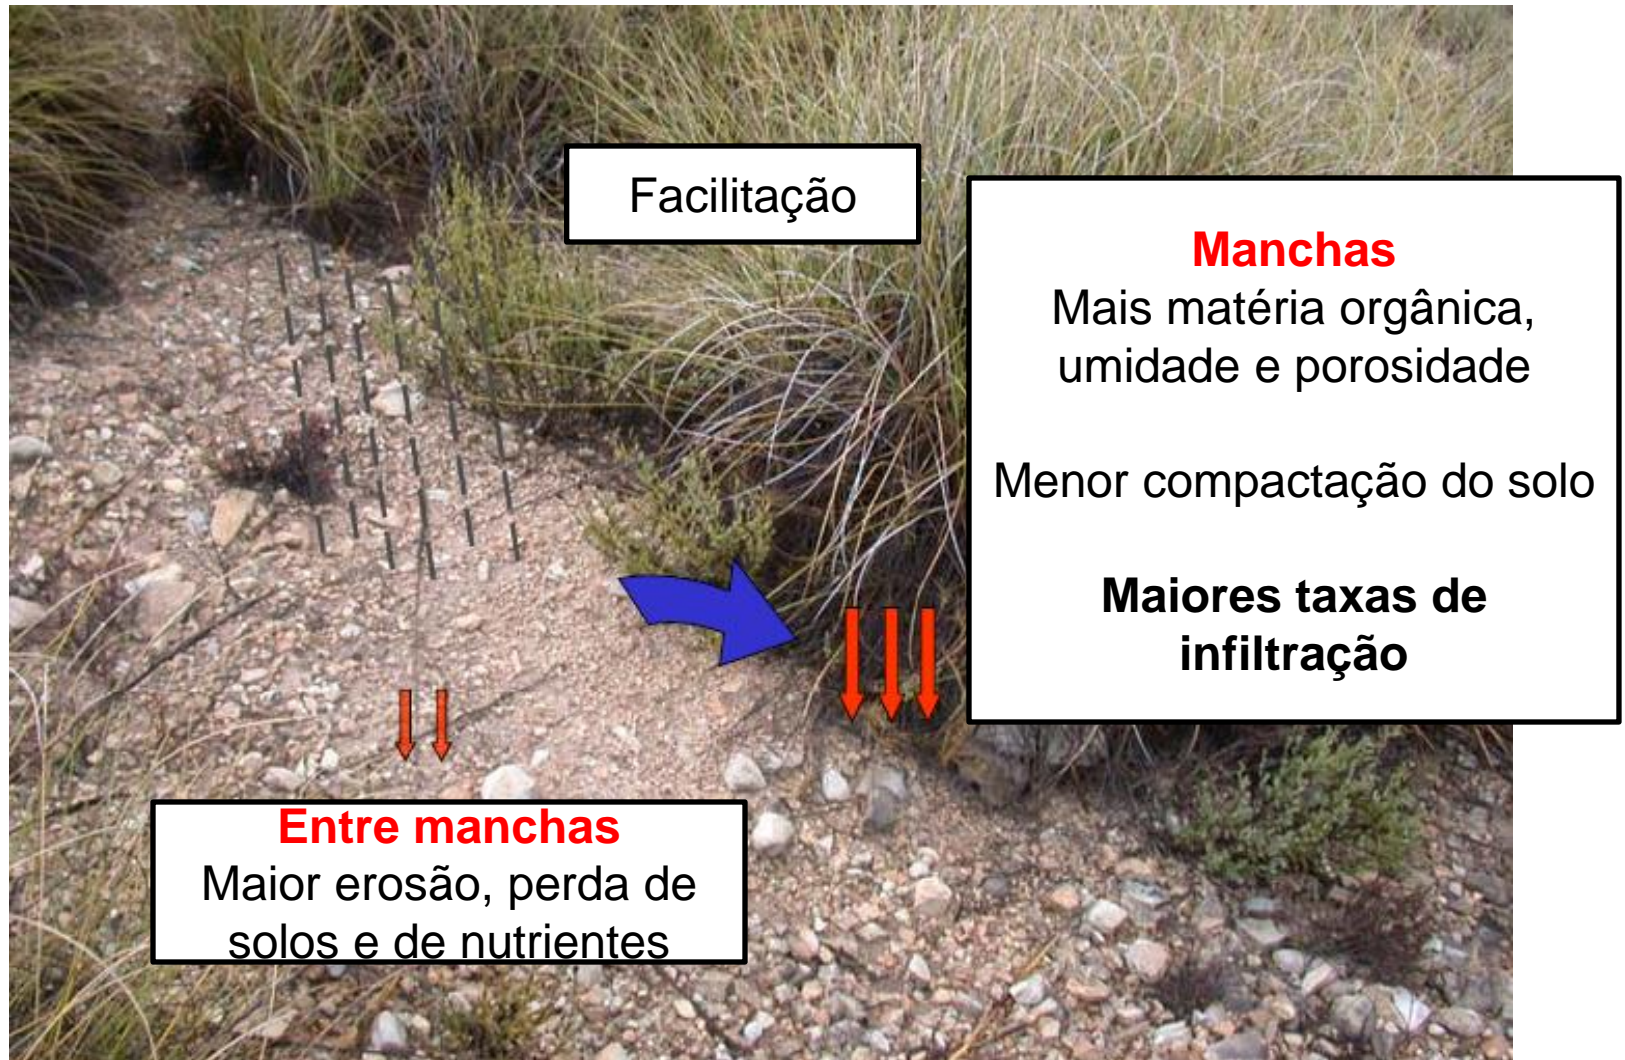 Facilitação
Manchas
Mais matéria orgânica,
umidade e porosidade
Menor compactação do solo
Maiores taxas de
infiltração
Entre manchas
Maior erosão, perda de
solos e de nutrientes